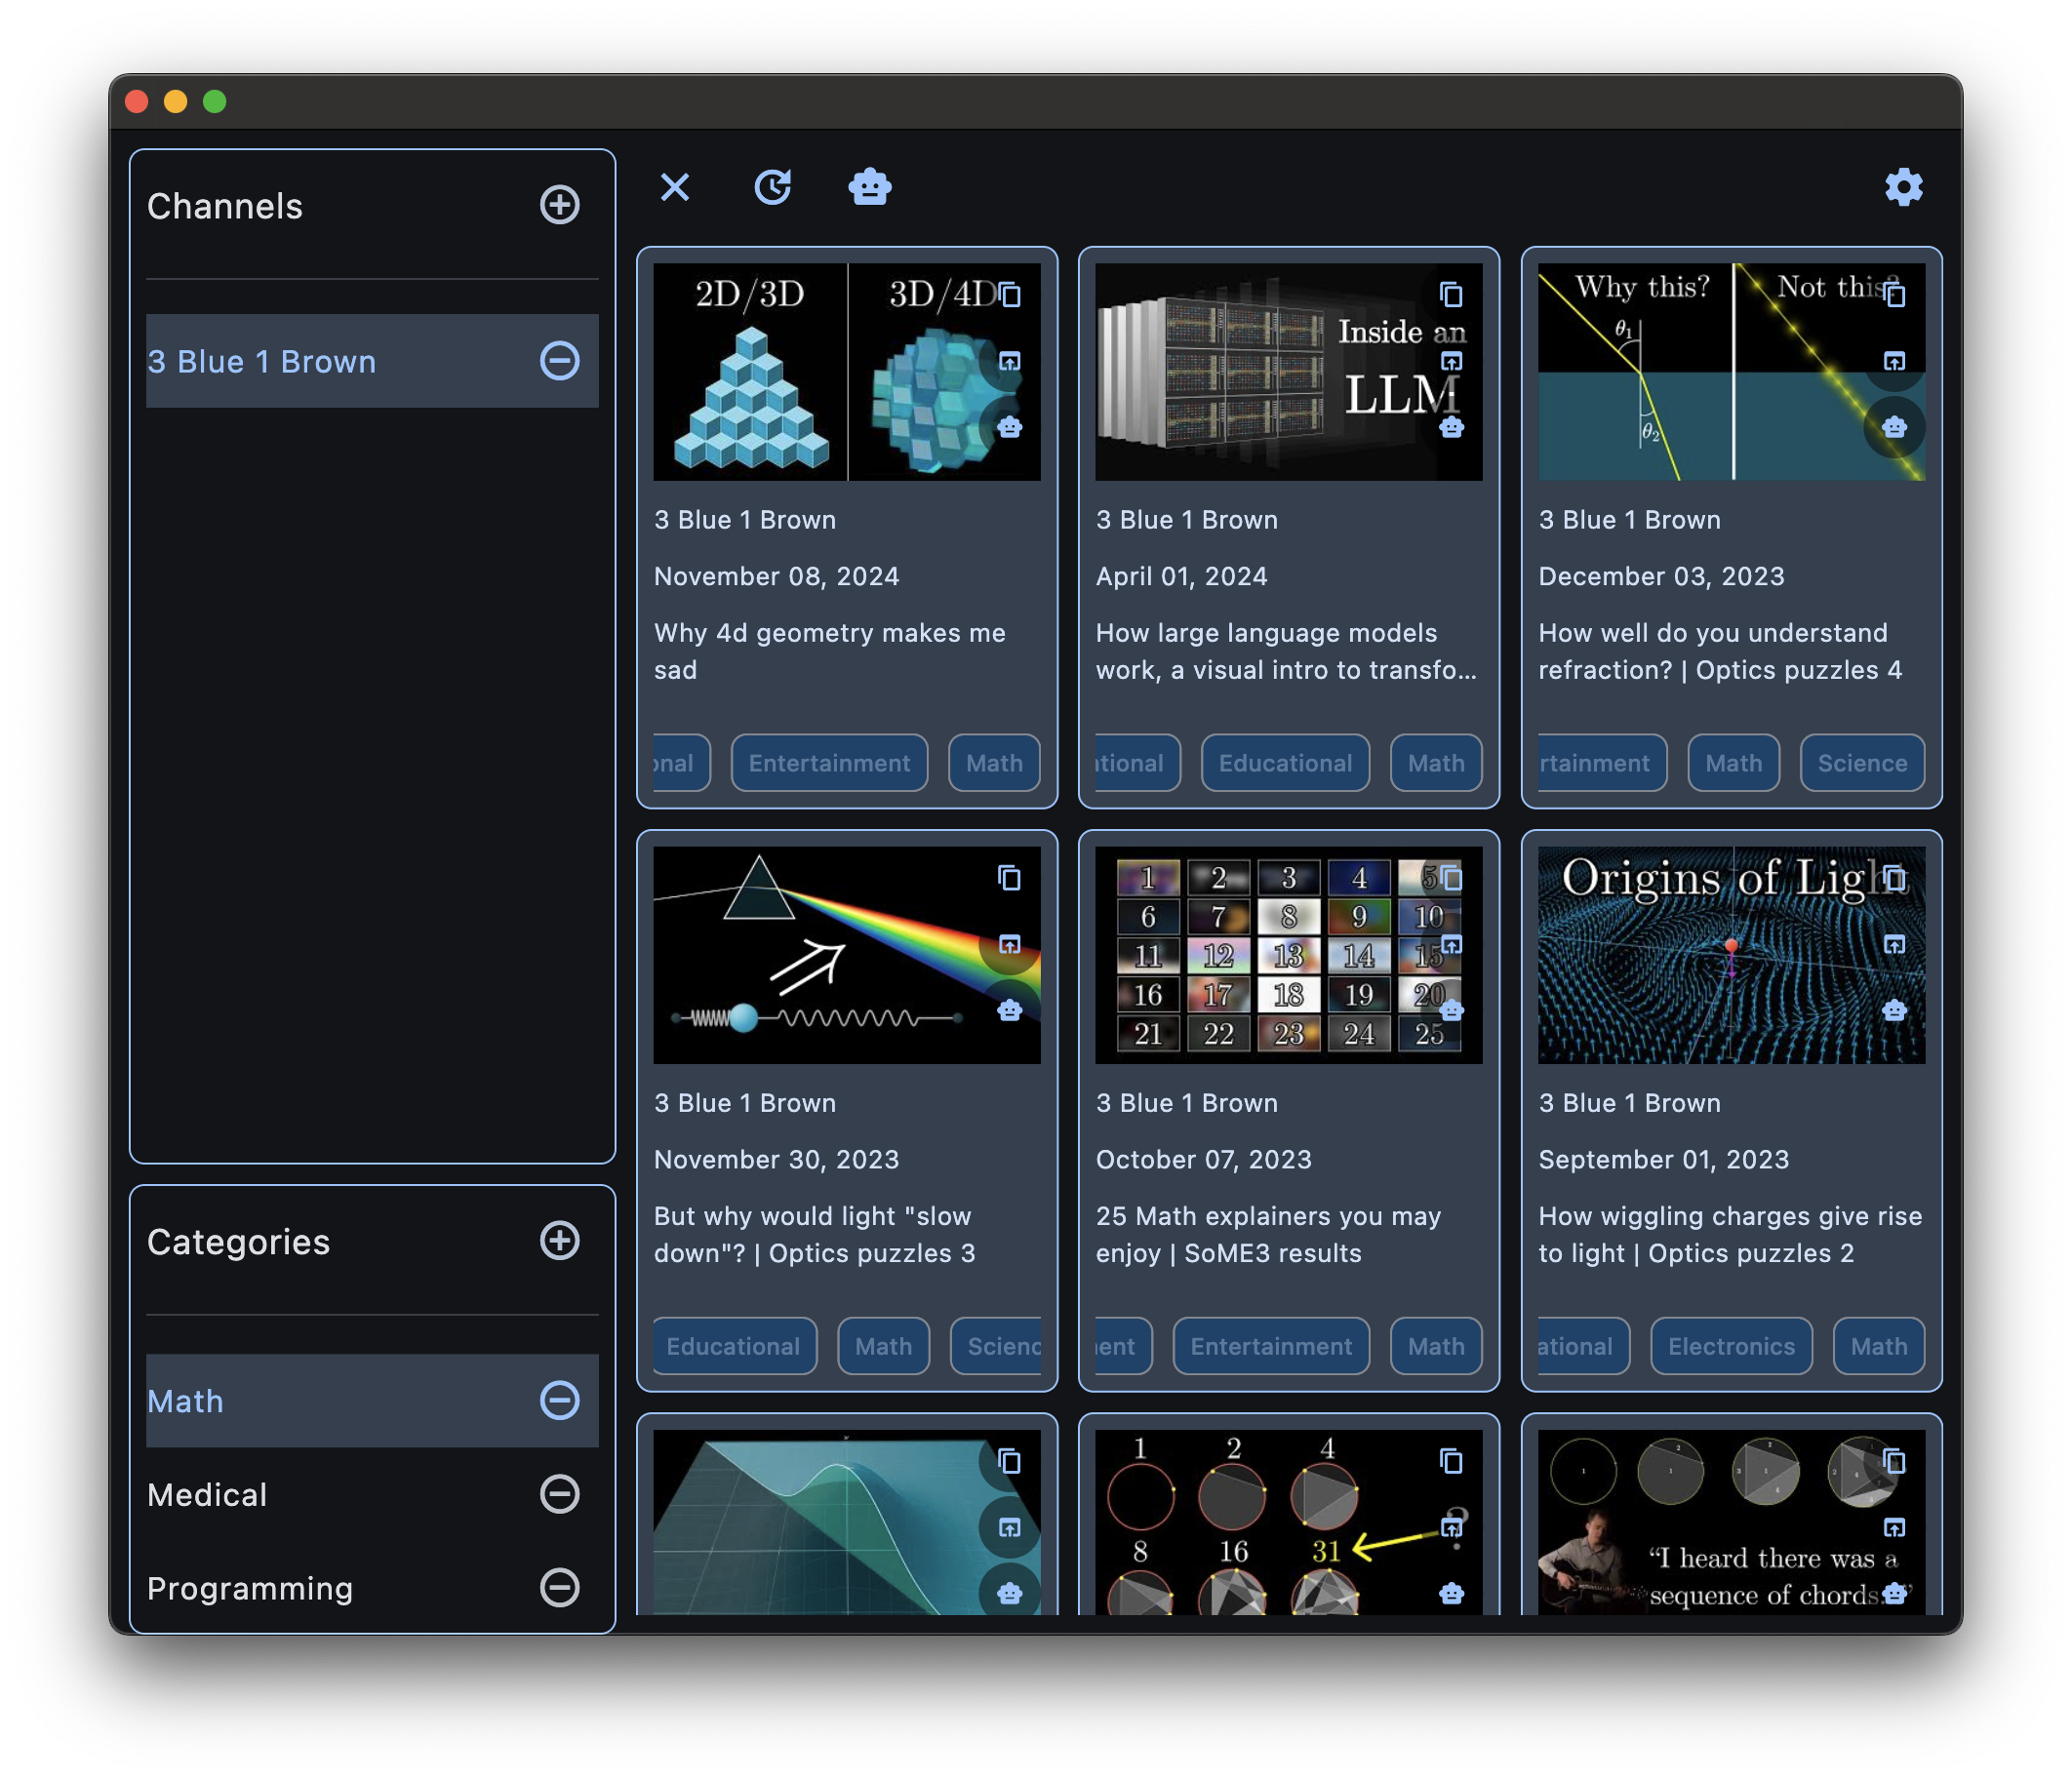 Channels
3 Blue 1 Brown
Categories
Math
Medical
Programming
2D/3D
3D/4D
3 Blue 1 Brown
November 08, 2024
Why 4d geometry makes me
sad
onal
Entertainment
Math
Inside an
LLM
3 Blue 1 Brown
April 01, 2024
How large language models
work, a visual intro to transfo...
ational
Educational
Math
Why this?
Not this?
θ1
θ2
3 Blue 1 Brown
December 03, 2023
How well do you understand
refraction? | Optics puzzles 4
rtainment
Math
Science
3 Blue 1 Brown
November 30, 2023
But why would light "slow
down"? | Optics puzzles 3
Educational
Math
Scienc
1 2 3 4 5
6 7 8 9 10
11 12 13 14 15
16 17 18 19 20
21 22 23 24 25
3 Blue 1 Brown
October 07, 2023
25 Math explainers you may
enjoy | SoME3 results
ent
Entertainment
Math
Origins of Light
3 Blue 1 Brown
September 01, 2023
How wiggling charges give rise
to light | Optics puzzles 2
ational
Electronics
Math
1 2 4
?
8 16 31
“I heard there was a
sequence of chords...”